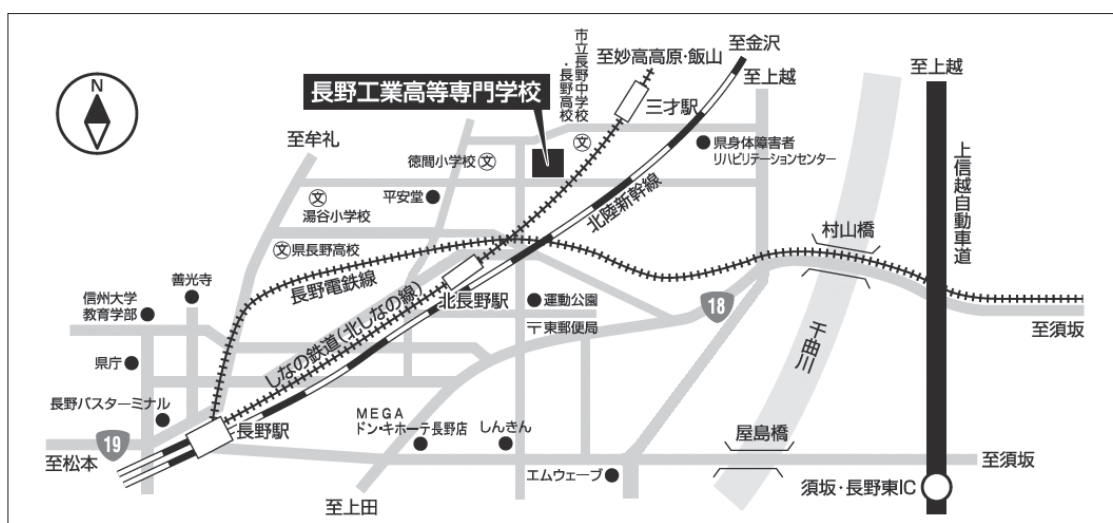 N
市立長野中学校
・長野高校
至妙高高原・飯山
至金沢
至上越
至上越
長野工業高等専門学校
三才駅
至牟礼
徳間小学校
文
文
県身体障害者
リハビリテーションセンター
上信越自動車道
文
湯谷小学校
平安堂
北陸新幹線
村山橋
文
県長野高校
長野電鉄線
善光寺
信州大学
教育学部
北長野駅
運動公園
18
〒東郵便局
しなの鉄道(北しなの線)
千曲川
至須坂
県庁
長野バスターミナル
長野駅
MEGA
ドン・キホーテ長野店
しんきん
屋島橋
19
至松本
至須坂
エムウェーブ
須坂・長野東IC
至上田